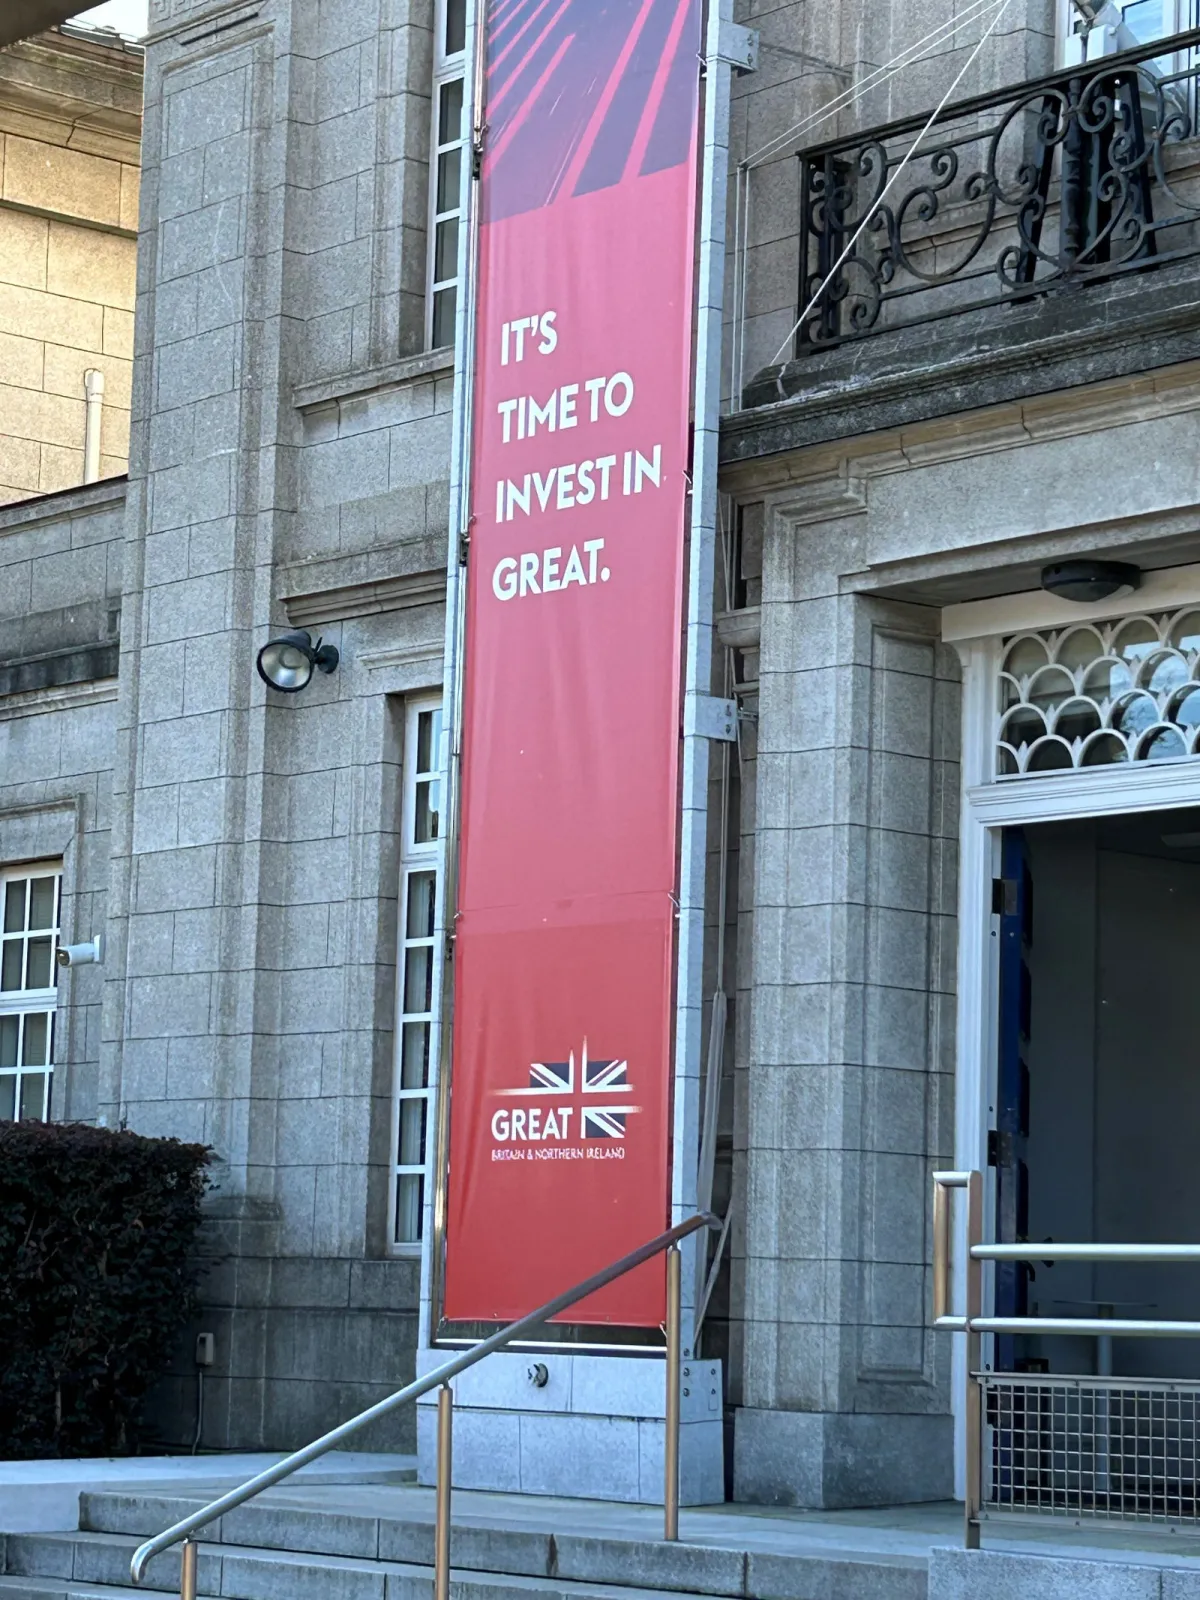 IT'S
TIME TO
INVEST IN
GREAT.
GREAT
BRITAIN & NORTHERN IRELAND